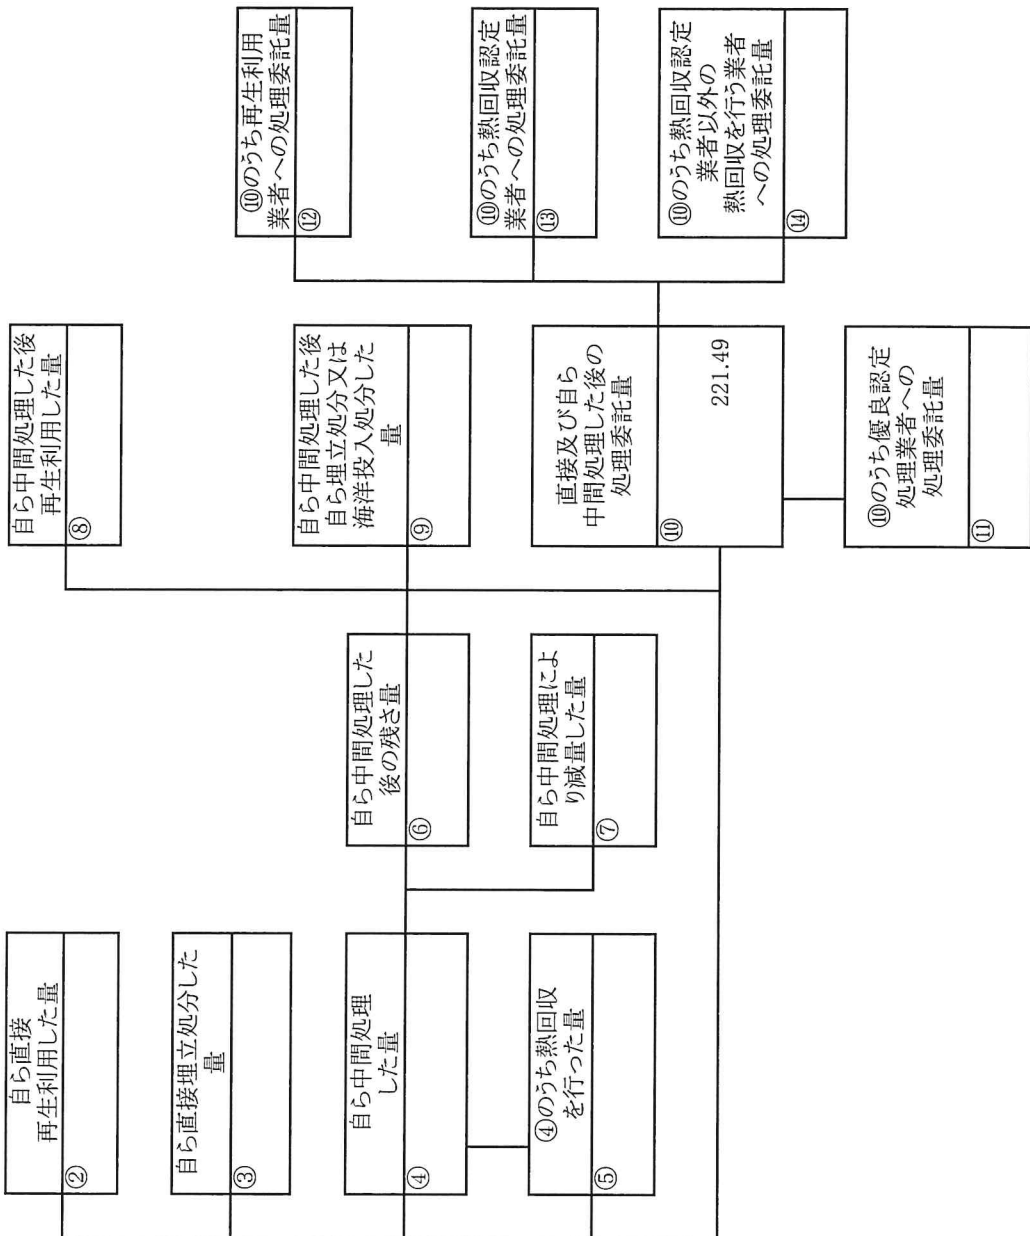 自ら直接
再生利用した量
②
自ら直接埋立処分した
量
③
自ら中間処理
した量
④
④のうち熱回収
を行った量
⑤
自ら中間処理した
後の残さ量
⑥
自ら中間処理によ
り減量した量
⑦
自ら中間処理した後
再生利用した量
⑧
自ら中間処理した後
自ら埋立処分又は
海洋投入処分した
量
⑨
直接及び自ら
中間処理した後の
処理委託量
⑩
221.49
⑩のうち優良認定
処理業者への
処理委託量
⑪
⑩のうち再生利用
業者への処理委託量
⑫
⑩のうち熱回収認定
業者への処理委託量
⑬
⑩のうち熱回収認定
業者以外の
熱回収を行う業者
への処理委託量
⑭